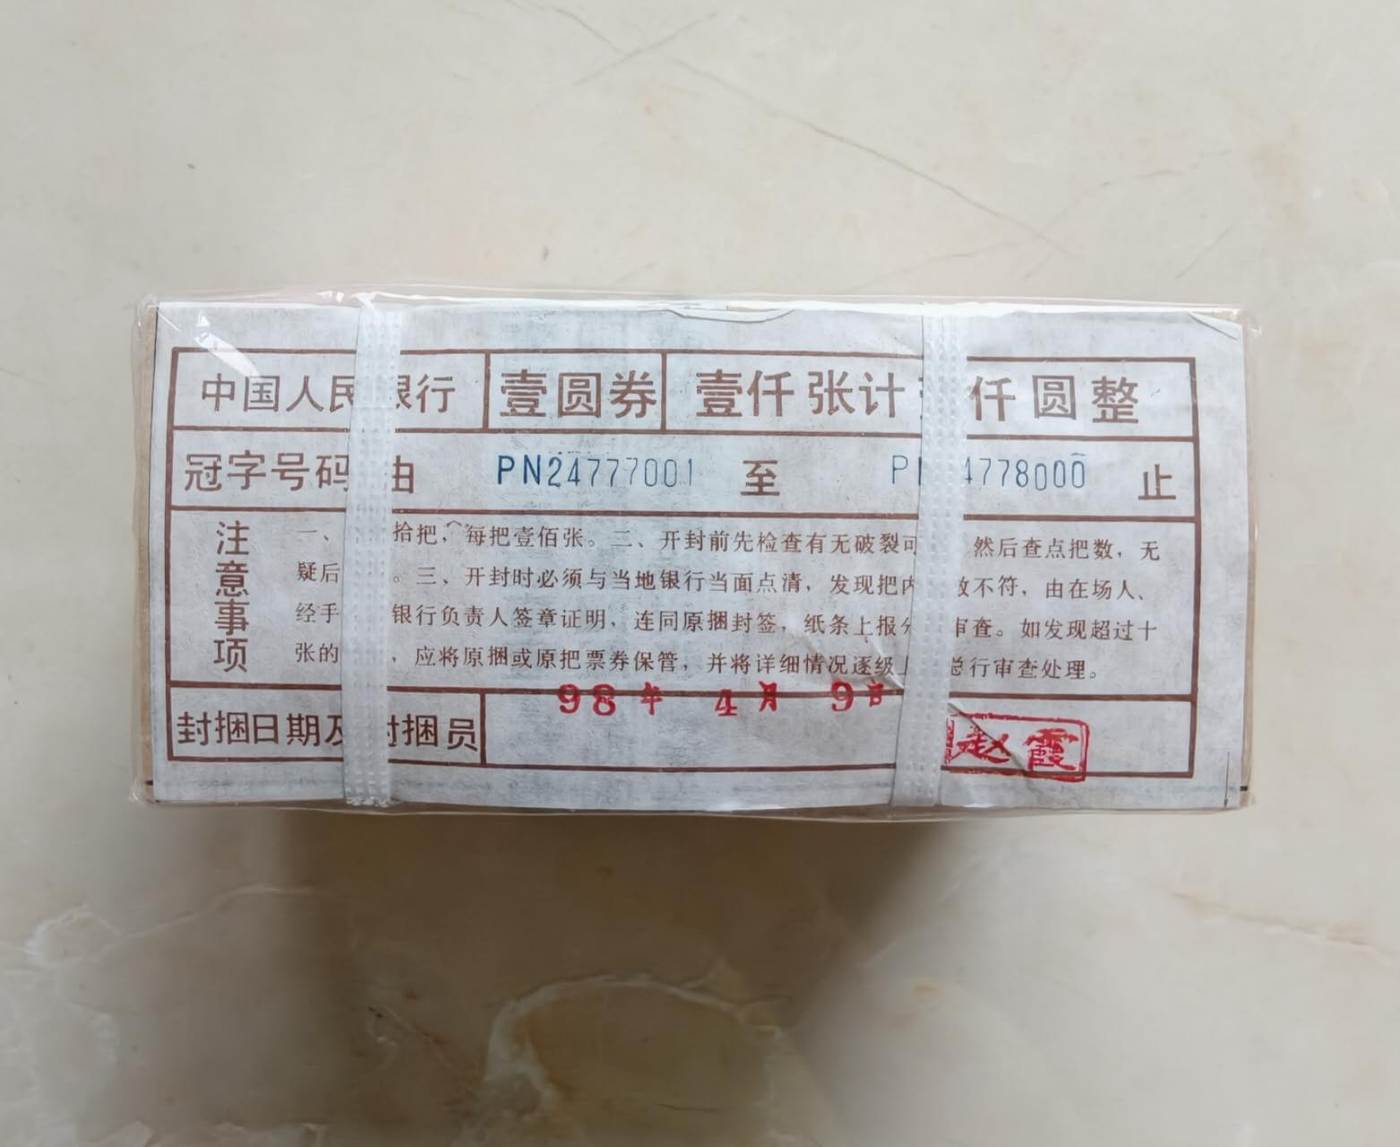 中国人民银行 壹圆券 壹仟张计 仟圆整
冠字号码 由 PN24777001 至 P 4778000 止
注意事项
一、 拾把，每把壹佰张。二、开封前先检查有无破裂可 然后查点把数，无
疑后 。三、开封时必须与当地银行当面点清，发现把内 数不符，由在场人、
经手 银行负责人签章证明，连同原捆封签，纸条上报分 审查。如发现超过十
张的 ，应将原捆或原把票券保管，并将详细情况逐级 总行审查处理。
封捆日期及封捆员 98年 4月 9日
赵霞